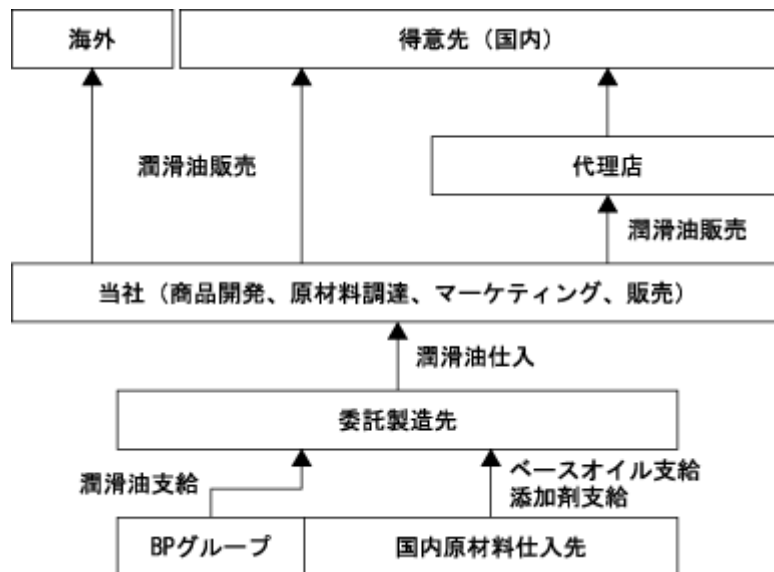 海外
得意先（国内）
潤滑油販売
代理店
潤滑油販売
当社（商品開発、原材料調達、マーケティング、販売）
潤滑油仕入
委託製造先
潤滑油支給
ベースオイル支給
添加剤支給
BPグループ
国内原材料仕入先